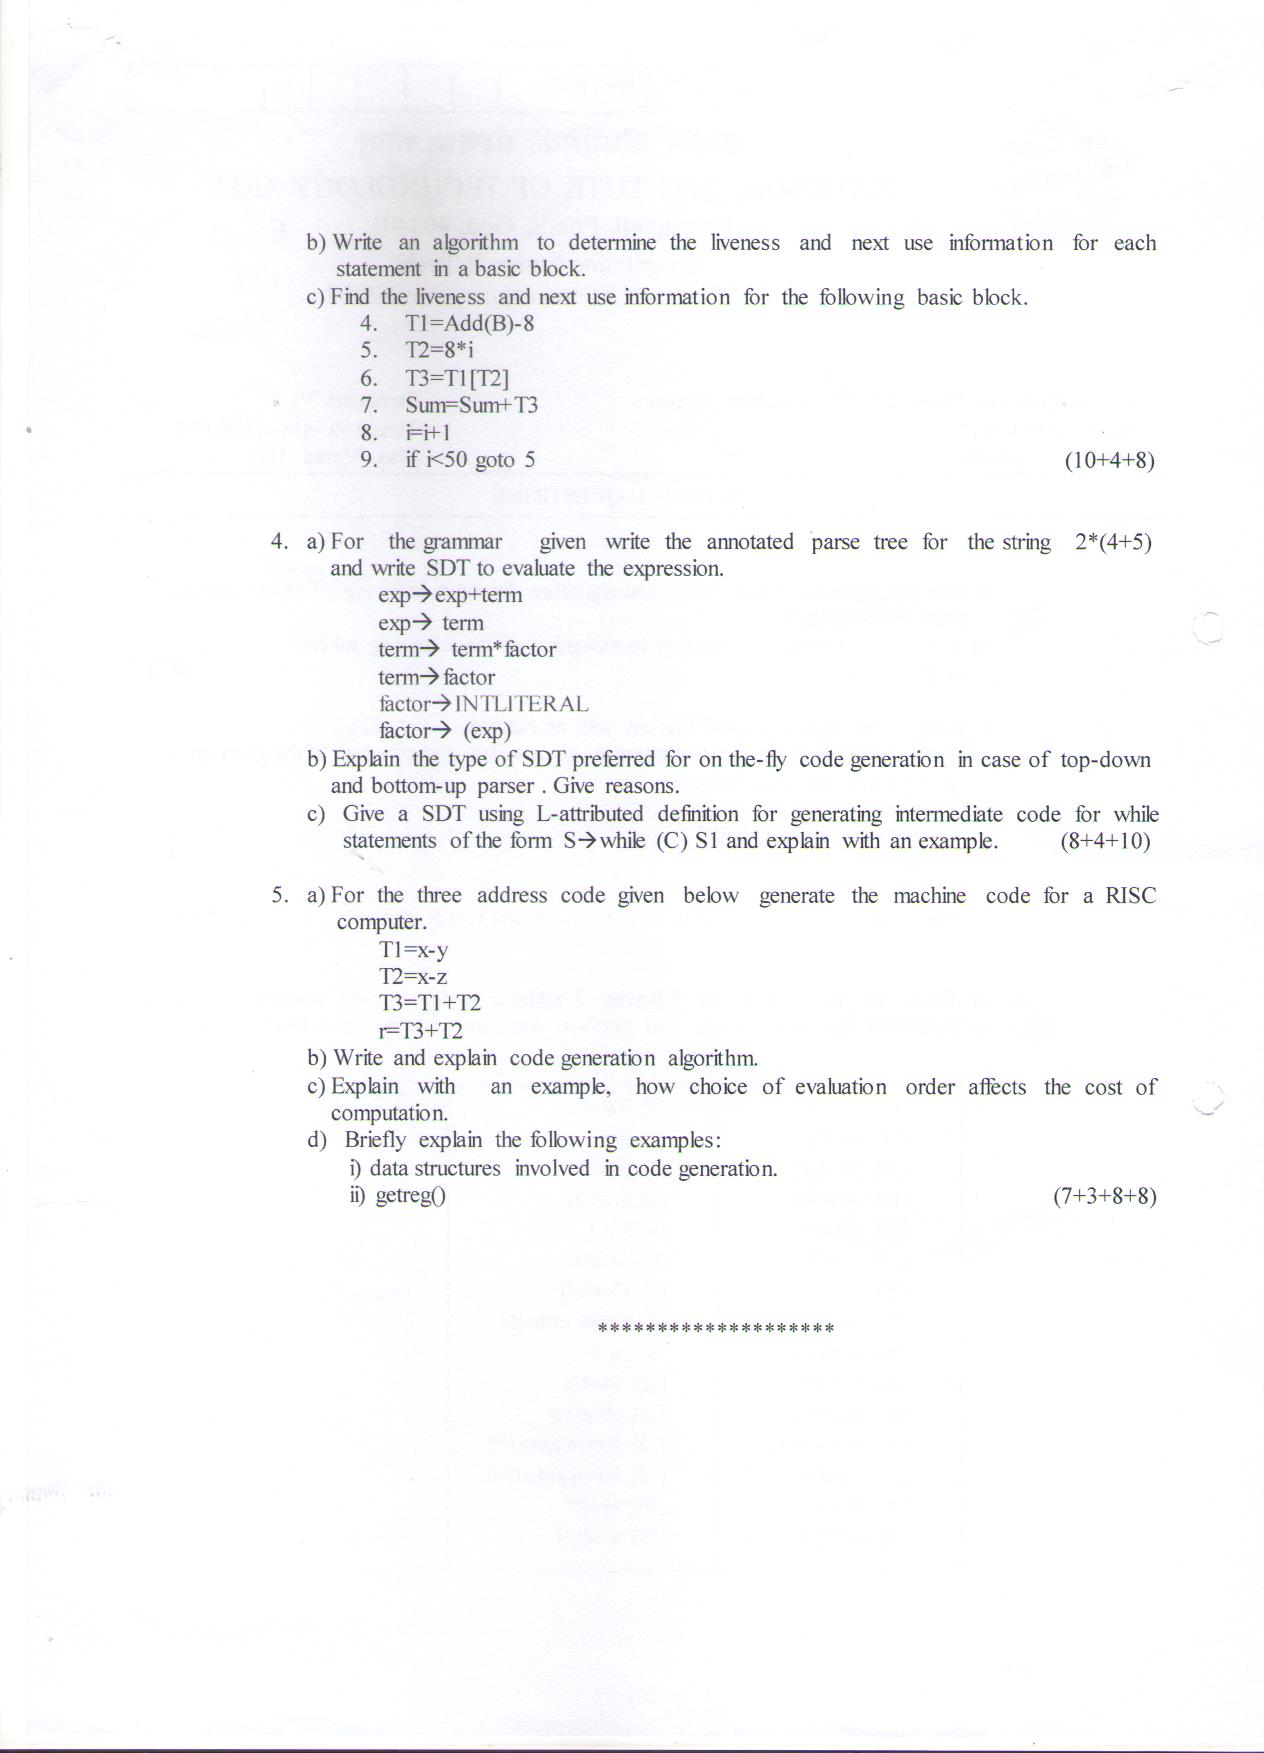 b) Write an algorithm to determine the liveness and next use information for each
statement in a basic block.
c) Find the liveness and next use information for the following basic block.
4. T1=Add(B)-8
5. T2=8*i
6. T3=T1[T2]
7. Sum=Sum+T3
8. i=i+1
9. if i<50 goto 5 (10+4+8)
4. a) For the grammar given write the annotated parse tree for the string 2*(4+5)
and write SDT to evaluate the expression.
exp→exp+term
exp→ term
term→ term*factor
term→factor
factor→INTLITERAL
factor→ (exp)
b) Explain the type of SDT preferred for on the-fly code generation in case of top-down
and bottom-up parser . Give reasons.
c) Give a SDT using L-attributed definition for generating intermediate code for while
statements of the form S→while (C) S1 and explain with an example. (8+4+10)
5. a) For the three address code given below generate the machine code for a RISC
computer.
T1=x-y
T2=x-z
T3=T1+T2
r=T3+T2
b) Write and explain code generation algorithm.
c) Explain with an example, how choice of evaluation order affects the cost of
computation.
d) Briefly explain the following examples:
i) data structures involved in code generation.
ii) getreg() (7+3+8+8)
********************